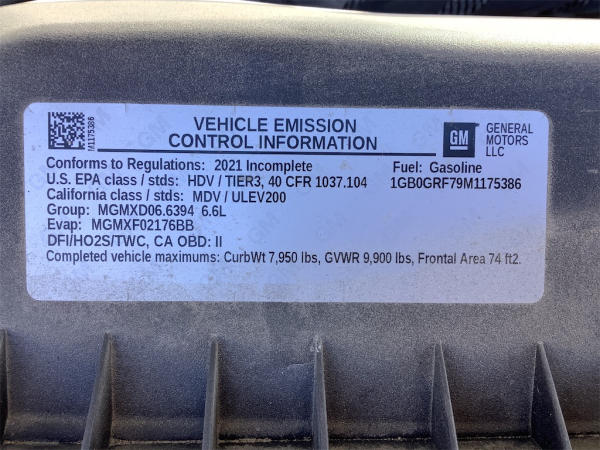 M1175386
VEHICLE EMISSION
CONTROL INFORMATION
GM
GENERAL
MOTORS
LLC
Conforms to Regulations: 2021 Incomplete
Fuel: Gasoline
U.S. EPA class / stds: HDV / TIER3, 40 CFR 1037.104
1GB0GRF79M1175386
California class / stds: MDV / ULEV200
Group: MGMXD06.6394 6.6L
Evap: MGMXF02176BB
DFI/HO2S/TWC, CA OBD: II
Completed vehicle maximums: CurbWt 7,950 lbs, GVWR 9,900 lbs, Frontal Area 74 ft2.